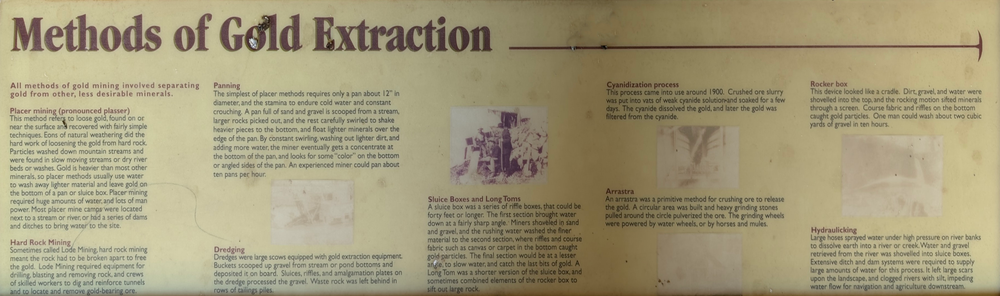 Methods of Gold Extraction
All methods of gold mining involved separating
gold from other, less desirable minerals.
Placer mining (pronounced plasser)
This method refers to loose gold, found on or
near the surface and recovered with fairly simple
techniques. Eons of natural weathering did the
hard work of loosening the gold from hard rock.
Particles washed down mountain streams and
were found in slow moving streams or dry river
beds or washes. Gold is heavier than most other
minerals, so placer methods usually use water
to wash away lighter material and leave gold on
the bottom of a pan or sluice box. Placer mining
required huge amounts of water, and lots of man
power. Most placer mine camps were located
next to a stream or river, or had a series of dams
and ditches to bring water to the site.
Hard Rock Mining
Sometimes called Lode Mining, hard rock mining
meant the rock had to be broken apart to free
the gold. Lode Mining required equipment for
drilling, blasting and removing rock, and crews
of skilled workers to dig and reinforce tunnels
and to locate and remove gold-bearing ore.
Panning
The simplest of placer methods requires only a pan about 12" in
diameter, and the stamina to endure cold water and constant
crouching. A pan full of sand and gravel is scooped from a stream,
larger rocks picked out, and the rest carefully swirled to shake
heavier pieces to the bottom, and float lighter minerals over the
edge of the pan. By constant swirling, washing out lighter dirt, and
adding more water, the miner eventually gets a concentrate at
the bottom of the pan, and looks for some "color" on the bottom
or angled sides of the pan. An experienced miner could pan about
ten pans per hour.
Dredging
Dredges were large scows equipped with gold extraction equipment.
Buckets scooped up gravel from stream or pond bottoms and
deposited it on board. Sluices, riffles, and amalgamation plates on
the dredge processed the gravel. Waste rock was left behind in
rows of tailings piles.
Sluice Boxes and Long Toms
A sluice box was a series of riffle boxes, that could be
forty feet or longer. The first section brought water
down at a fairly sharp angle. Miners shoveled in sand
and gravel, and the rushing water washed the finer
material to the second section, where riffles and course
fabric such as canvas or carpet in the bottom caught
gold particles. The final section would be at a lesser
angle, to slow water, and catch the last bits of gold. A
Long Tom was a shorter version of the sluice box, and
sometimes combined elements of the rocker box to
sift out large rock.
Cyanidization process
This process came into use around 1900. Crushed ore slurry
was put into vats of weak cyanide solution and soaked for a few
days. The cyanide dissolved the gold, and later the gold was
filtered from the cyanide.
Arrastra
An arrastra was a primitive method for crushing ore to release
the gold. A circular area was built and heavy grinding stones
pulled around the circle pulverized the ore. The grinding wheels
were powered by water wheels, or by horses and mules.
Rocker box
This device looked like a cradle. Dirt, gravel, and water were
shovelled into the top, and the rocking motion sifted minerals
through a screen. Course fabric and riffles on the bottom
caught gold particles. One man could wash about two cubic
yards of gravel in ten hours.
Hydraulicking
Large hoses sprayed water under high pressure on river banks
to dissolve earth into a river or creek. Water and gravel
retrieved from the river was shovelled into sluice boxes.
Extensive ditch and dam systems were required to supply
large amounts of water for this process. It left large scars
upon the landscape, and clogged rivers with silt, impeding
water flow for navigation and agriculture downstream.